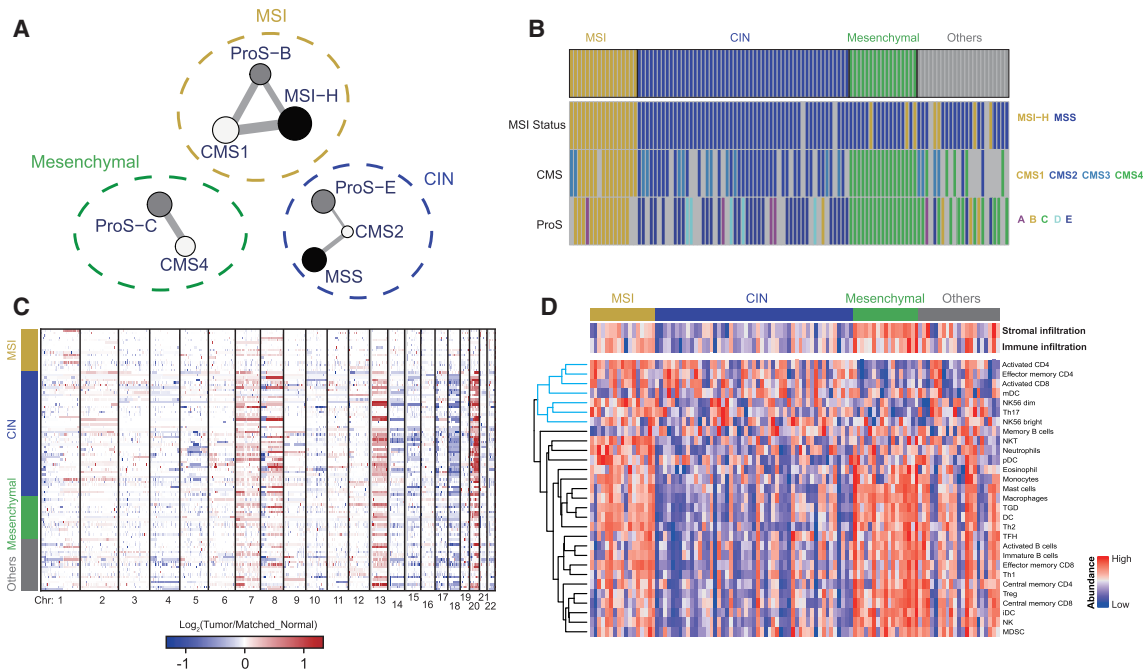 A
MSI
ProS−B
MSI−H
CMS1
Mesenchymal
ProS−C
CMS4
CIN
ProS−E
CMS2
MSS
B
MSI CIN Mesenchymal Others
MSI Status
MSI−H MSS
CMS
CMS1 CMS2 CMS3 CMS4
ProS
A B C D E
C
MSI
CIN
Mesenchymal
Others
Chr: 1 2 3 4 5 6 7 8 9 10 11 12 13 14 15 16 17 18 19 20 21 22
Log2(Tumor/Matched_Normal)
-1 0 1
D
MSI CIN Mesenchymal Others
Stromal infiltration
Immune infiltration
Activated CD4
Effector memory CD4
Activated CD8
mDC
NK56 dim
Th17
NK56 bright
Memory B cells
NKT
Neutrophils
pDC
Eosinophil
Monocytes
Mast cells
Macrophages
TGD
DC
Th2
TFH
Activated B cells
Immature B cells
Effector memory CD8
Th1
Central memory CD4
Treg
Central memory CD8
iDC
NK
MDSC
Abundance
High
Low